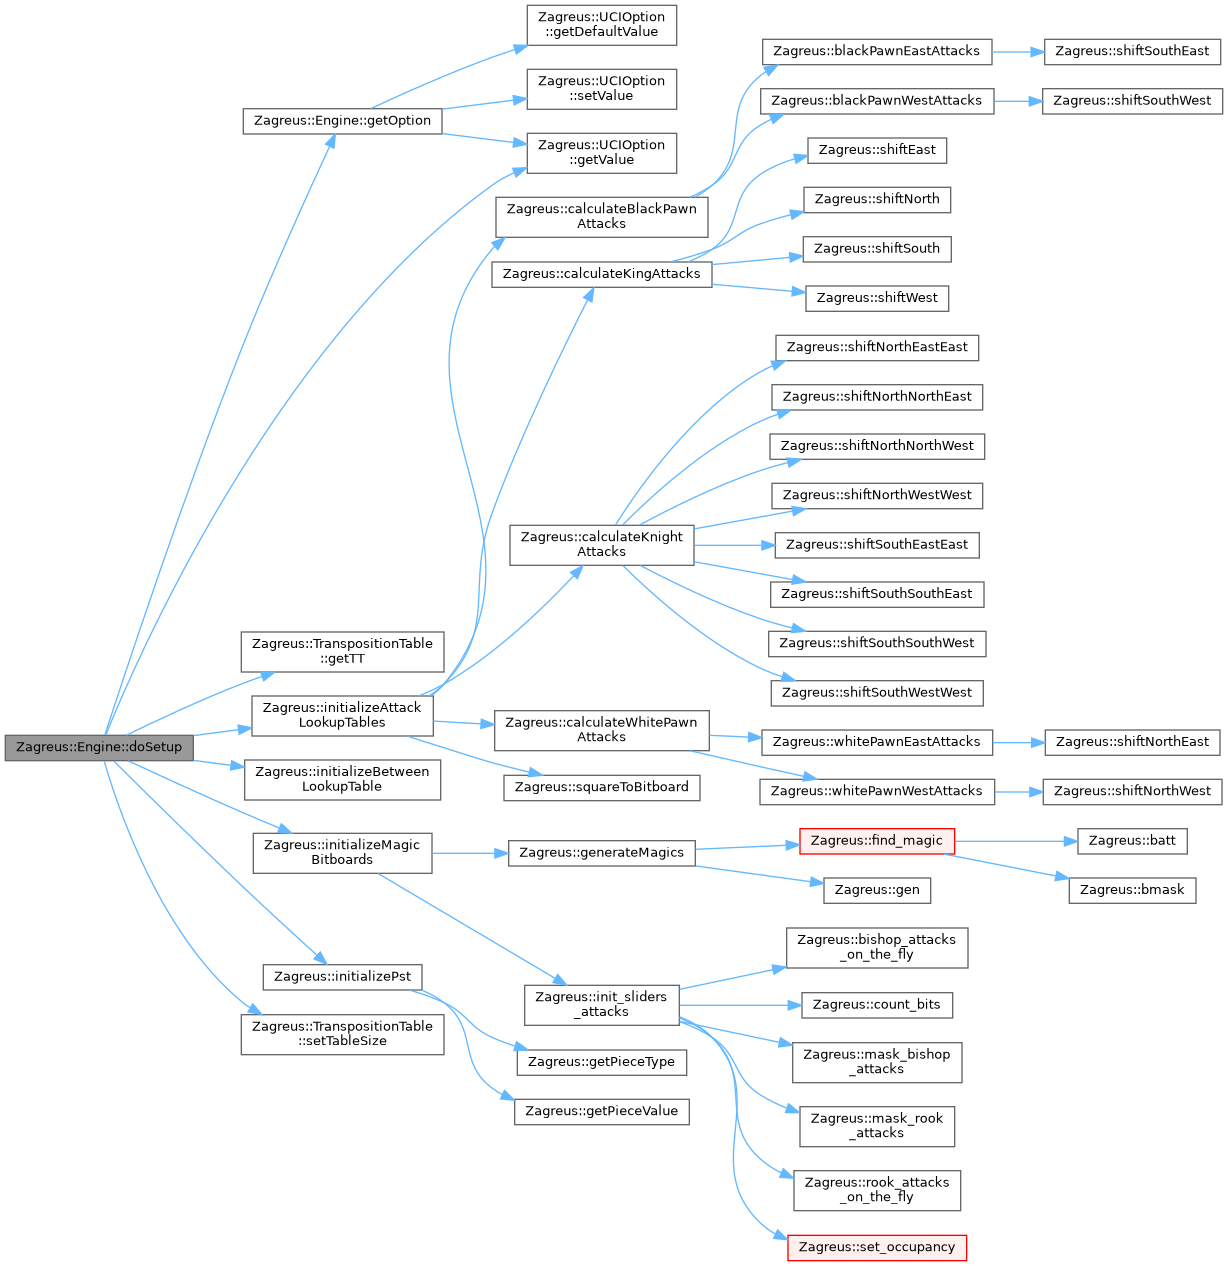 Zagreus::UCIOption
::getDefaultValue
Zagreus::blackPawnEastAttacks
Zagreus::shiftSouthEast
Zagreus::UCIOption
::setValue
Zagreus::blackPawnWestAttacks
Zagreus::shiftSouthWest
Zagreus::Engine::getOption
Zagreus::UCIOption
::getValue
Zagreus::shiftEast
Zagreus::shiftNorth
Zagreus::calculateBlackPawn
Attacks
Zagreus::shiftSouth
Zagreus::calculateKingAttacks
Zagreus::shiftWest
Zagreus::shiftNorthEastEast
Zagreus::shiftNorthNorthEast
Zagreus::shiftNorthNorthWest
Zagreus::shiftNorthWestWest
Zagreus::calculateKnight
Attacks
Zagreus::shiftSouthEastEast
Zagreus::shiftSouthSouthEast
Zagreus::shiftSouthSouthWest
Zagreus::shiftSouthWestWest
Zagreus::TranspositionTable
::getTT
Zagreus::initializeAttack
LookupTables
Zagreus::calculateWhitePawn
Attacks
Zagreus::whitePawnEastAttacks
Zagreus::shiftNorthEast
Zagreus::Engine::doSetup
Zagreus::initializeBetween
LookupTable
Zagreus::squareToBitboard
Zagreus::whitePawnWestAttacks
Zagreus::shiftNorthWest
Zagreus::initializeMagic
Bitboards
Zagreus::generateMagics
Zagreus::find_magic
Zagreus::batt
Zagreus::gen
Zagreus::bmask
Zagreus::bishop_attacks
_on_the_fly
Zagreus::initializePst
Zagreus::init_sliders
_attacks
Zagreus::count_bits
Zagreus::TranspositionTable
::setTableSize
Zagreus::getPieceType
Zagreus::mask_bishop
_attacks
Zagreus::getPieceValue
Zagreus::mask_rook
_attacks
Zagreus::rook_attacks
_on_the_fly
Zagreus::set_occupancy